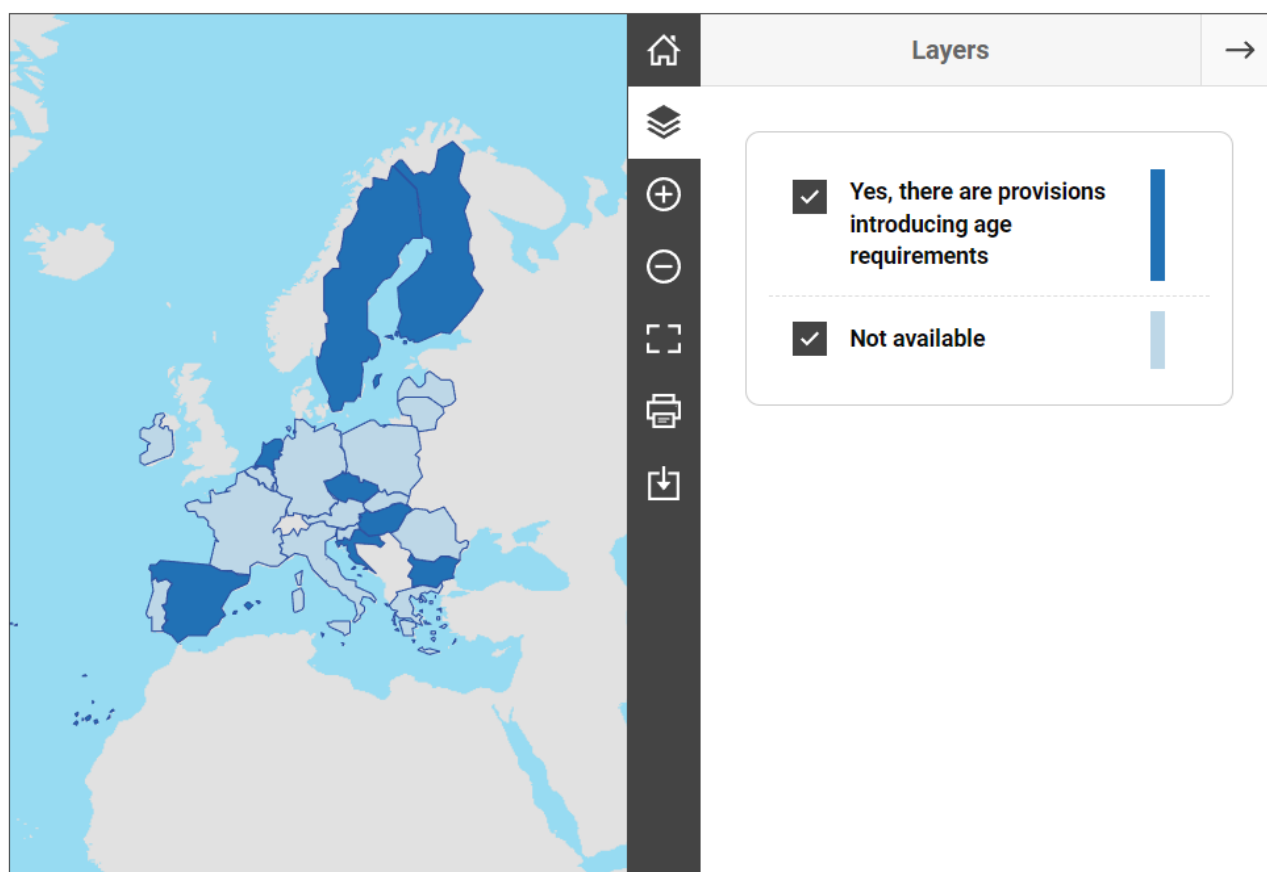 Layers
Yes, there are provisions
introducing age
requirements
Not available